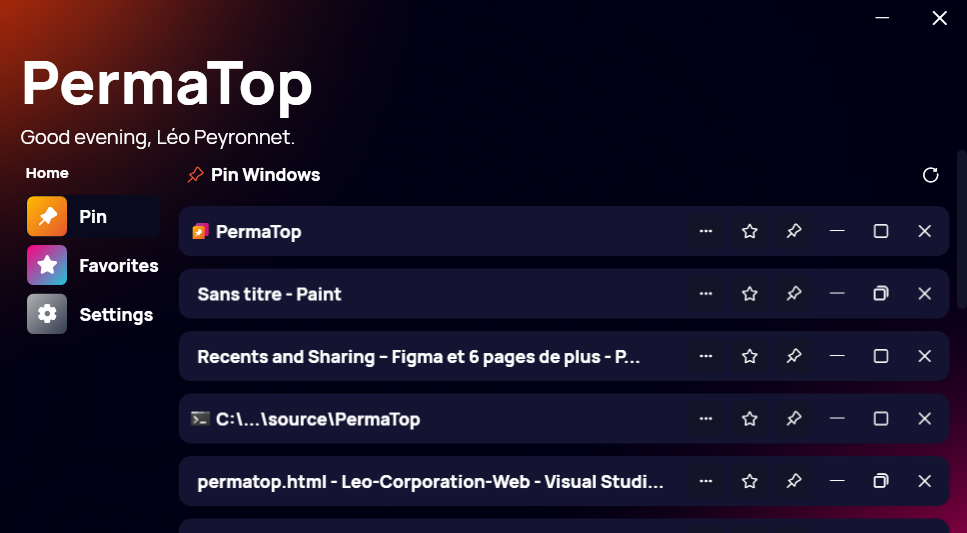 PermaTop
Good evening, Léo Peyronnet.
Home
Pin
Favorites
Settings
Pin Windows
PermaTop
Sans titre - Paint
Recents and Sharing – Figma et 6 pages de plus - P...
C:\...\source\PermaTop
permatop.html - Leo-Corporation-Web - Visual Studi...